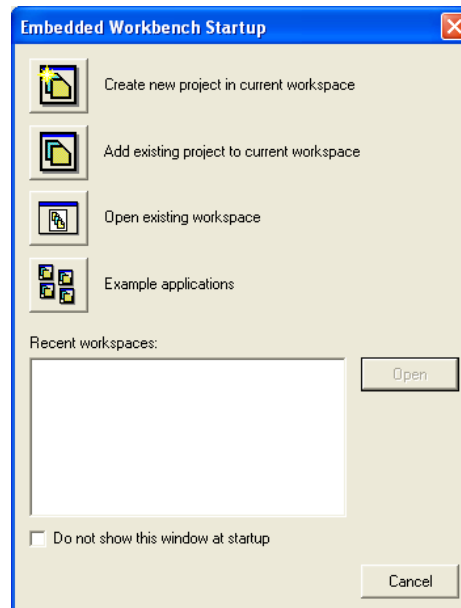 Embedded Workbench Startup
Create new project in current workspace
Add existing project to current workspace
Open existing workspace
Example applications
Recent workspaces:
Open
Do not show this window at startup
Cancel